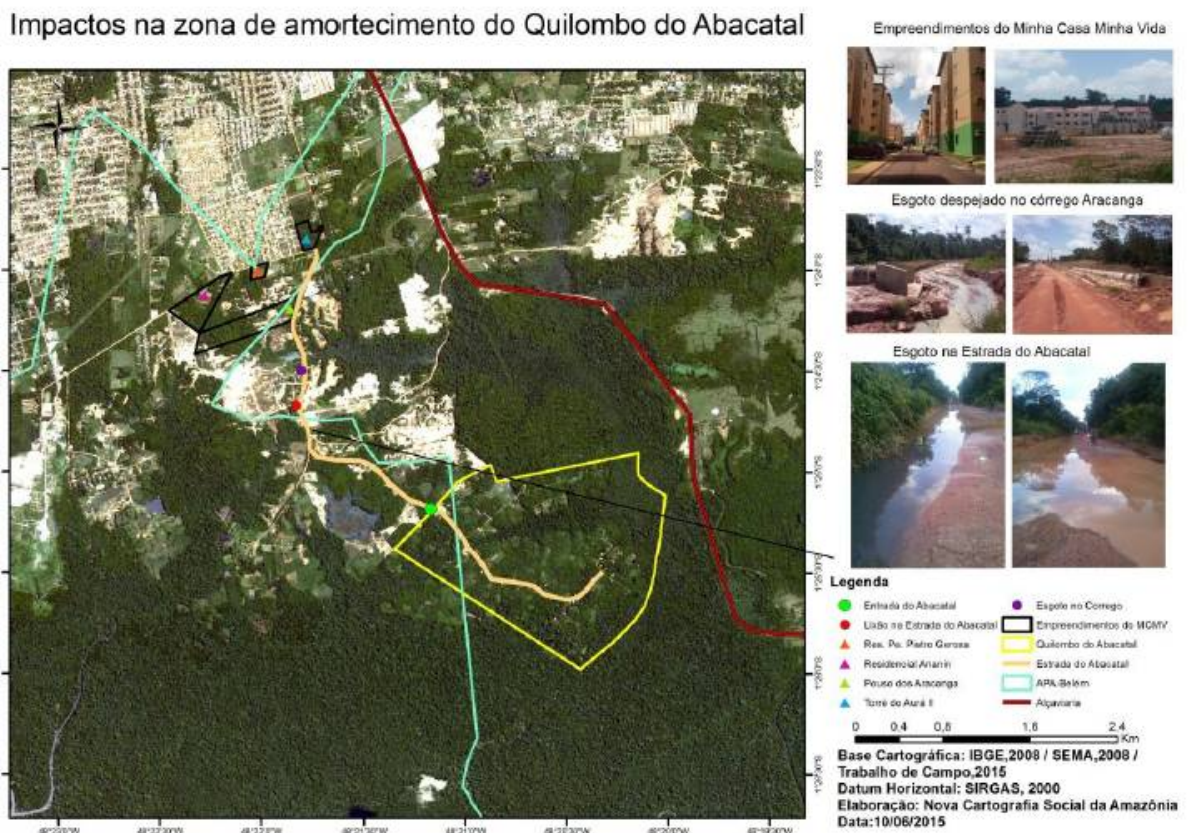 Impactos na zona de amortecimento do Quilombo do Abacatal
Empreendimentos do Minha Casa Minha Vida
Esgoto despejado no córrego Aracanga
Esgoto na Estrada do Abacatal
Legenda
Entrada do Abacatal
Lixão na Estrada do Abacatal
Res. Pe. Pietro Gerosa
Residencial Ananin
Pouso dos Aracanga
Torre do Aurá II
Esgoto no Corrego
Empreendimentos do MCMV
Quilombo do Abacatal
Estrada do Abacatal
APA-Belém
Alça viaria
0 0.4 0.8 1.6 2.4
Km
Base Cartográfica: IBGE,2008 / SEMA,2008 /
Trabalho de Campo,2015
Datum Horizontal: SIRGAS, 2000
Elaboração: Nova Cartografia Social da Amazônia
Data:10/06/2015